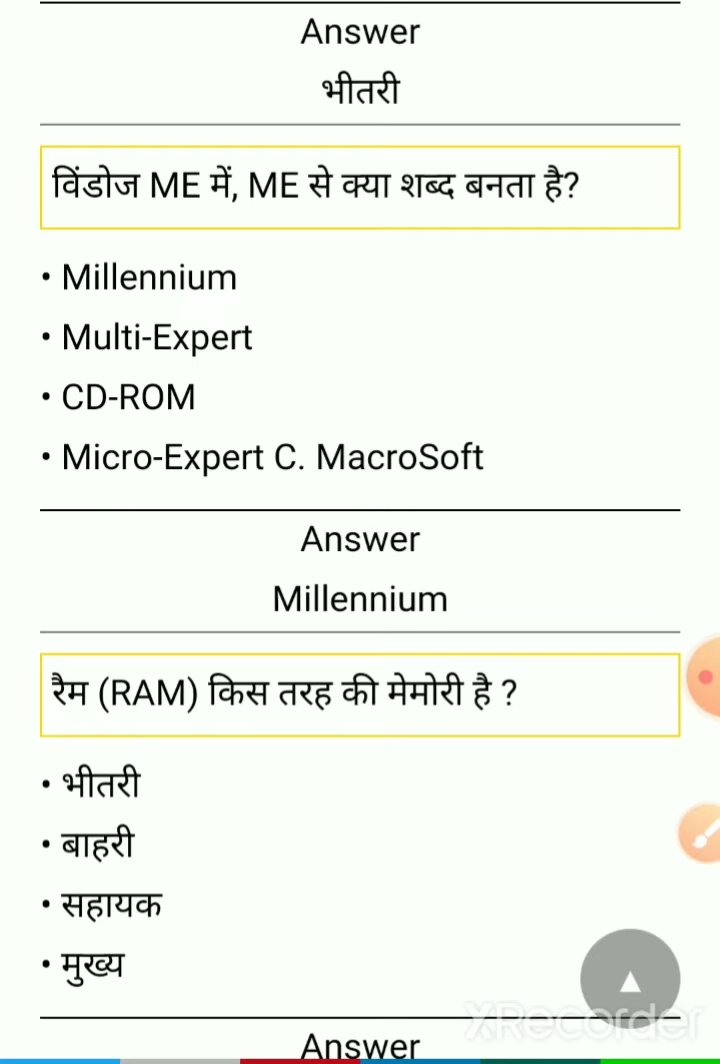 Answer
भीतरी
विंडोज ME में, ME से क्या शब्द बनता है?
• Millennium
• Multi-Expert
• CD-ROM
• Micro-Expert C. MacroSoft
Answer
Millennium
रैम (RAM) किस तरह की मेमोरी है ?
• भीतरी
• बाहरी
• सहायक
• मुख्य
XRecorder
Answer